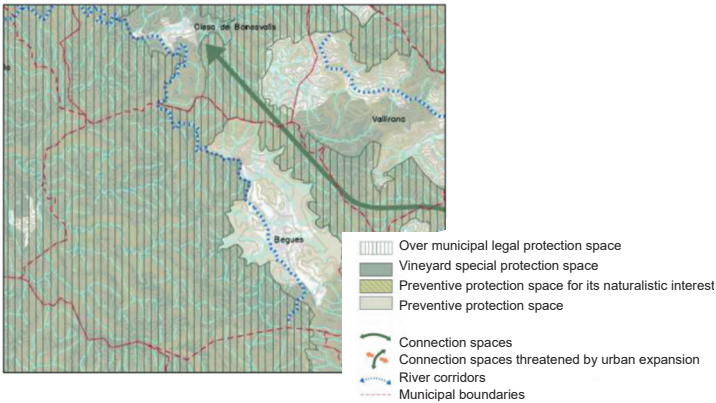 Olesa de Bonesvalls
Vallirana
Begues
Over municipal legal protection space
Vineyard special protection space
Preventive protection space for its naturalistic interest
Preventive protection space
Connection spaces
Connection spaces threatened by urban expansion
River corridors
Municipal boundaries